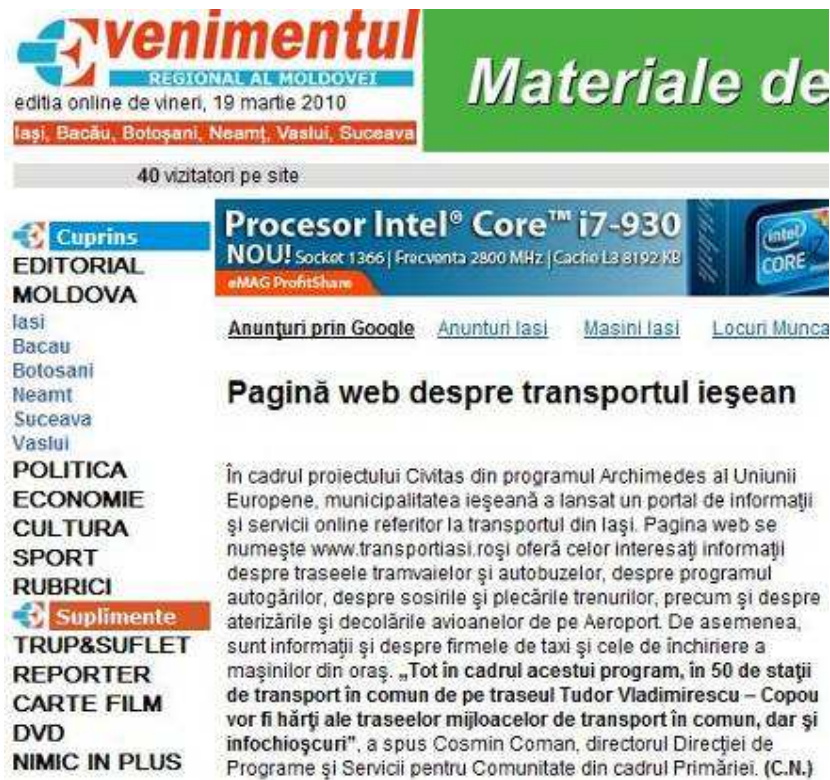 Evenimentul
REGIONAL AL MOLDOVEI
editia online de vineri, 19 martie 2010
Iaşi, Bacău, Botoşani, Neamţ, Vaslui, Suceava
Materiale de
40 vizitatori pe site
Procesor Intel® Core™ i7-930
NOU! Socket 1366 | Frecventa 2800 MHz | Cache L3 8192 KB
eMAG ProfitShare
(intel)
CORE i7
Cuprins
EDITORIAL
MOLDOVA
Iasi
Bacau
Botosani
Neamt
Suceava
Vaslui
POLITICA
ECONOMIE
CULTURA
SPORT
RUBRICI
Suplimente
TRUP&SUFLET
REPORTER
CARTE FILM
DVD
NIMIC IN PLUS
Anunţuri prin Google Anunturi Iasi Masini Iasi Locuri Munca
Pagină web despre transportul ieşean
În cadrul proiectului Civitas din programul Archimedes al Uniunii
Europene, municipalitatea ieşeană a lansat un portal de informaţii
şi servicii online referitor la transportul din Iaşi. Pagina web se
numeşte www.transportiasi.roşi oferă celor interesaţi informaţii
despre traseele tramvaielor şi autobuzelor, despre programul
autogărilor, despre sosirile şi plecările trenurilor, precum şi despre
aterizările şi decolările avioanelor de pe Aeroport. De asemenea,
sunt informaţii şi despre firmele de taxi şi cele de închiriere a
maşinilor din oraş. „Tot în cadrul acestui program, în 50 de staţii
de transport în comun de pe traseul Tudor Vladimirescu – Copou
vor fi hărţi ale traseelor mijloacelor de transport în comun, dar şi
infochioşcuri”, a spus Cosmin Coman, directorul Direcţiei de
Programe şi Servicii pentru Comunitate din cadrul Primăriei. (C.N.)